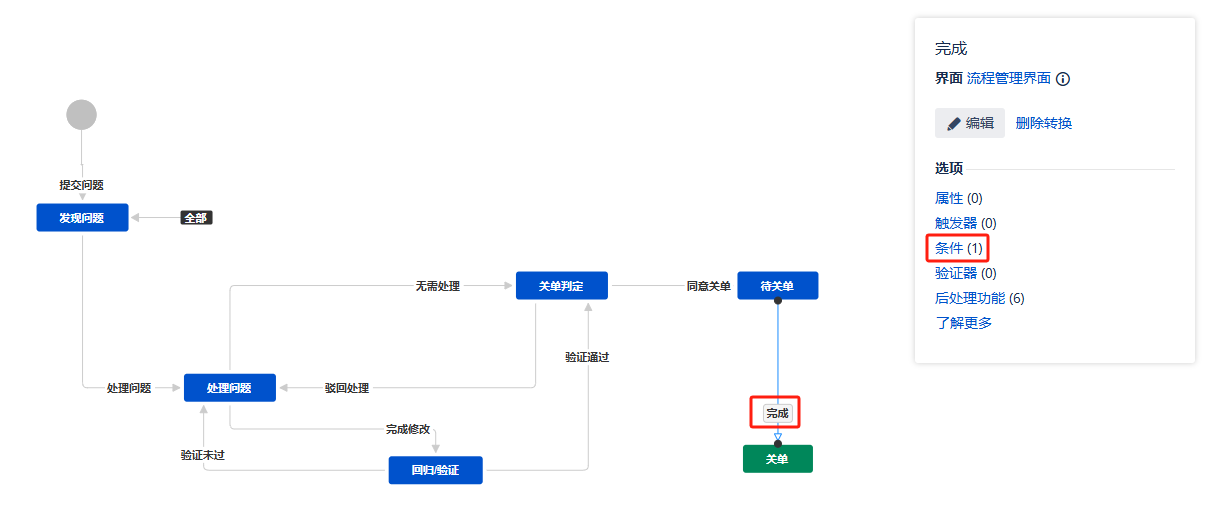 提交问题
发现问题
全部
无需处理
关单判定
同意关单
待关单
验证通过
处理问题
处理问题
驳回处理
完成
完成修改
验证未过
回归/验证
关单
完成
界面 流程管理界面
编辑 删除转换
选项
属性 (0)
触发器 (0)
条件 (1)
验证器 (0)
后处理功能 (6)
了解更多